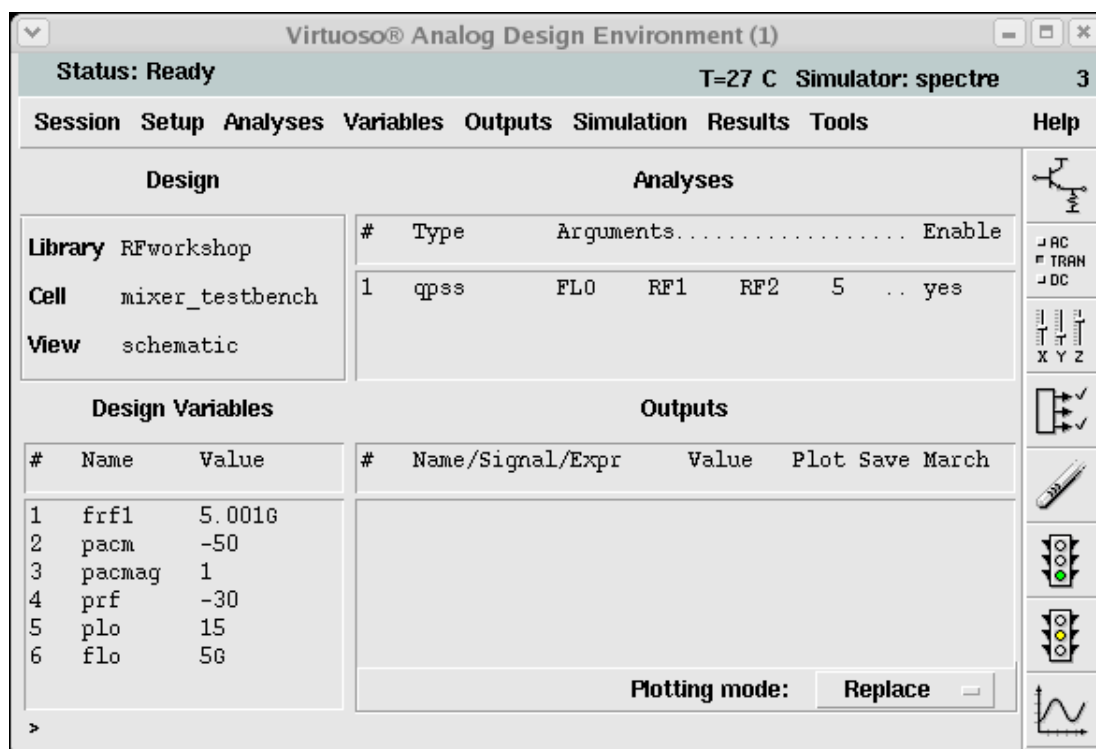 Virtuoso® Analog Design Environment (1)
Status: Ready T=27 C Simulator: spectre 3
Session Setup Analyses Variables Outputs Simulation Results Tools Help
Design
Library RFworkshop
Cell mixer_testbench
View schematic
Analyses
# Type Arguments.................. Enable
1 qpss FLO RF1 RF2 5 .. yes
Design Variables
# Name Value
1 frf1 5.001G
2 pacm -50
3 pacmag 1
4 prf -30
5 plo 15
6 flo 5G
Outputs
# Name/Signal/Expr Value Plot Save March
Plotting mode: Replace
>
AC
TRAN
DC
X Y Z